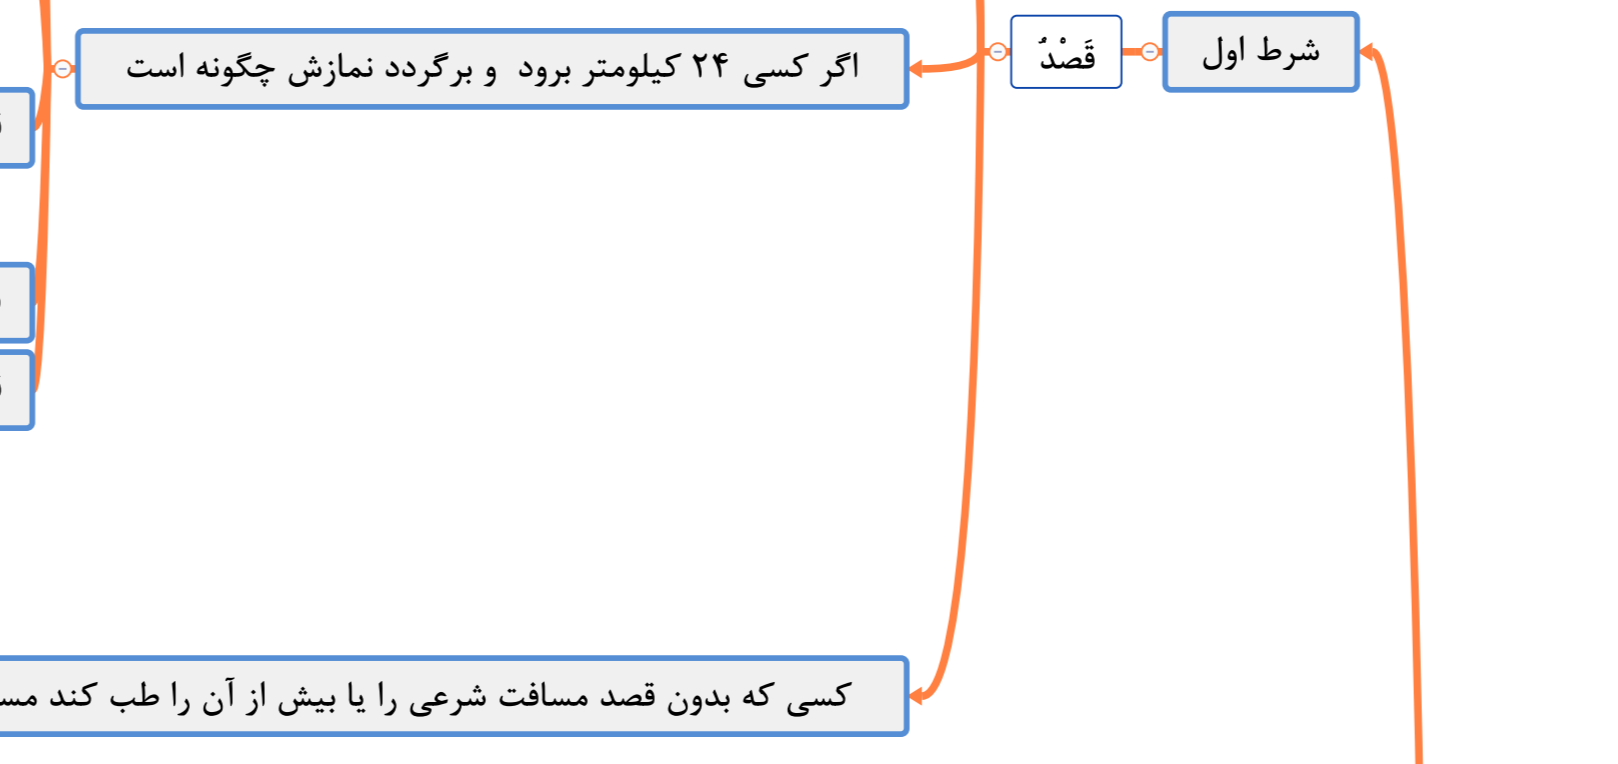 شرط اول
قَصْدُ
اگر کسی ۲۴ کیلومتر برود و برگردد نمازش چگونه است
کسی که بدون قصد مسافت شرعی را یا بیش از آن را طب کند